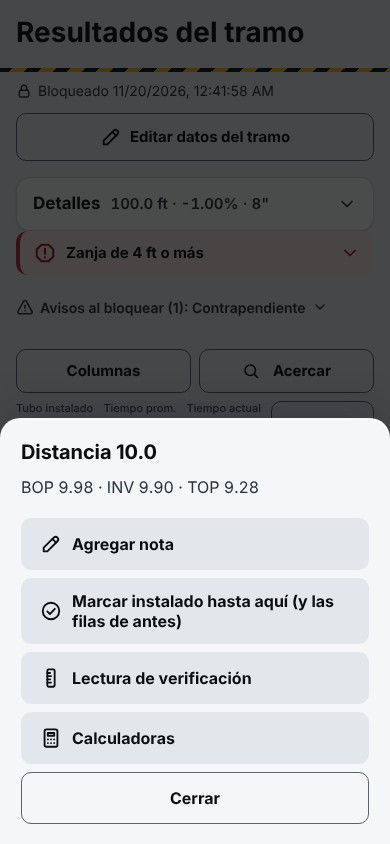 Resultados del tramo
Bloqueado 11/20/2026, 12:41:58 AM
Editar datos del tramo
Detalles 100.0 ft · -1.00% · 8"
Zanja de 4 ft o más
Avisos al bloquear (1): Contrapendiente
Columnas
Acercar
Tubo instalado Tiempo prom. Tiempo actual
Distancia 10.0
BOP 9.98 · INV 9.90 · TOP 9.28
Agregar nota
Marcar instalado hasta aquí (y las
filas de antes)
Lectura de verificación
Calculadoras
Cerrar